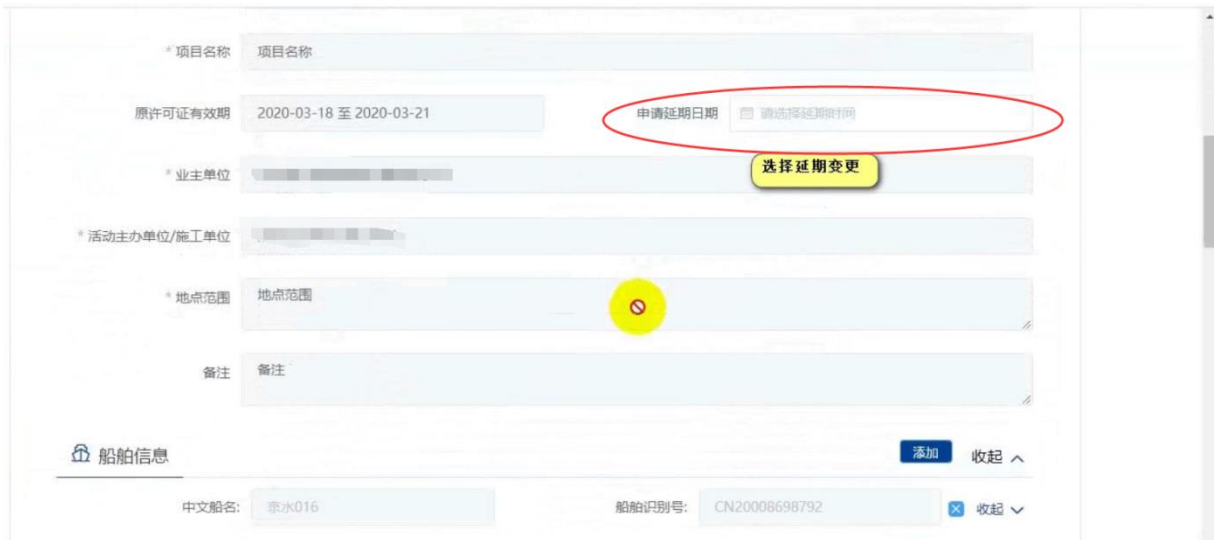 * 项目名称 项目名称
原许可证有效期 2020-03-18 至 2020-03-21 申请延期日期 请选择延期时间
选择延期变更
* 业主单位
* 活动主办单位/施工单位
* 地点范围 地点范围
备注 备注
船舶信息 添加 收起
中文船名: 京水016 船舶识别号: CN20008698792 收起